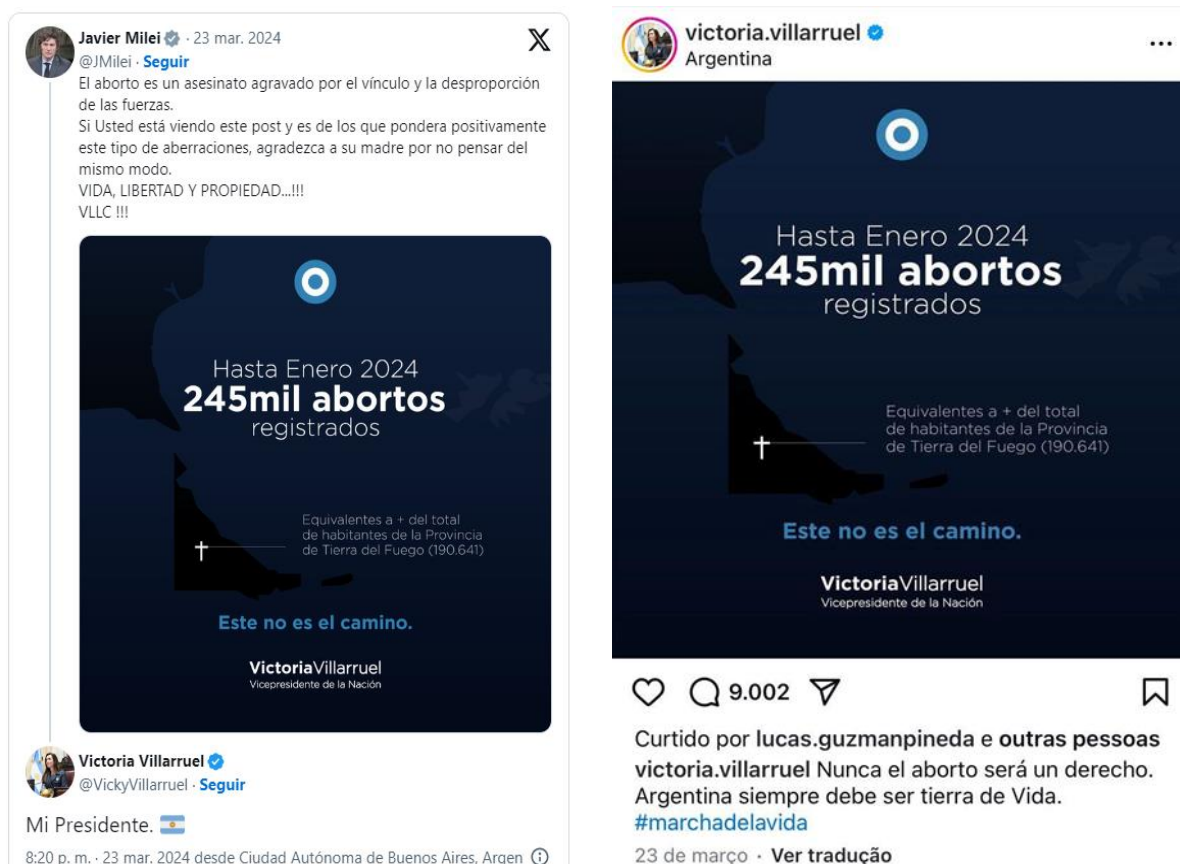 Javier Milei · 23 mar. 2024
@JMilei · Seguir
El aborto es un asesinato agravado por el vínculo y la desproporción
de las fuerzas.
Si Usted está viendo este post y es de los que pondera positivamente
este tipo de aberraciones, agradezca a su madre por no pensar del
mismo modo.
VIDA, LIBERTAD Y PROPIEDAD...!!!
VLLC !!!
Hasta Enero 2024
245mil abortos
registrados
Equivalentes a + del total
de habitantes de la Provincia
de Tierra del Fuego (190.641)
Este no es el camino.
VictoriaVillarruel
Vicepresidente de la Nación
Victoria Villarruel
@VickyVillarruel · Seguir
Mi Presidente. 🇦🇷
8:20 p. m. · 23 mar. 2024 desde Ciudad Autónoma de Buenos Aires, Argen
victoria.villarruel
Argentina
Hasta Enero 2024
245mil abortos
registrados
Equivalentes a + del total
de habitantes de la Provincia
de Tierra del Fuego (190.641)
Este no es el camino.
VictoriaVillarruel
Vicepresidente de la Nación
9.002
Curtido por lucas.guzmanpineda e outras pessoas
victoria.villarruel Nunca el aborto será un derecho.
Argentina siempre debe ser tierra de Vida.
#marchadelavida
23 de março · Ver tradução